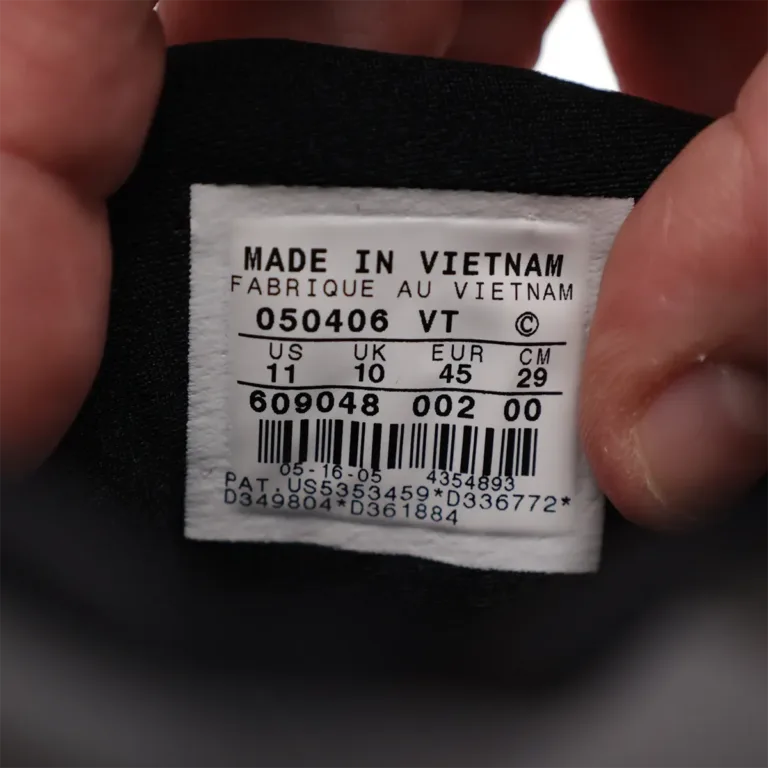 MADE IN VIETNAM
FABRIQUE AU VIETNAM
050406 VT ©
US UK EUR CM
11 10 45 29
609048 002 00
05-16-05 4354893
PAT. US5353459*D336772*
D349804*D361884